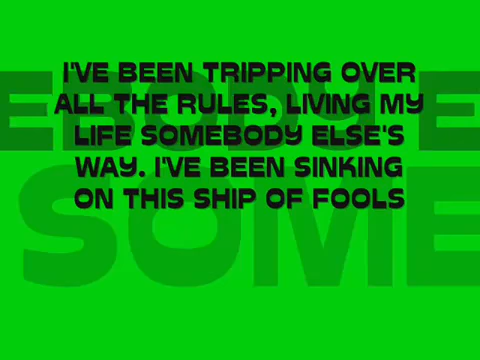 I'VE BEEN TRIPPING OVER
ALL THE RULES, LIVING MY
LIFE SOMEBODY ELSE'S
WAY. I'VE BEEN SINKING
ON THIS SHIP OF FOOLS
EBODY E
SOME